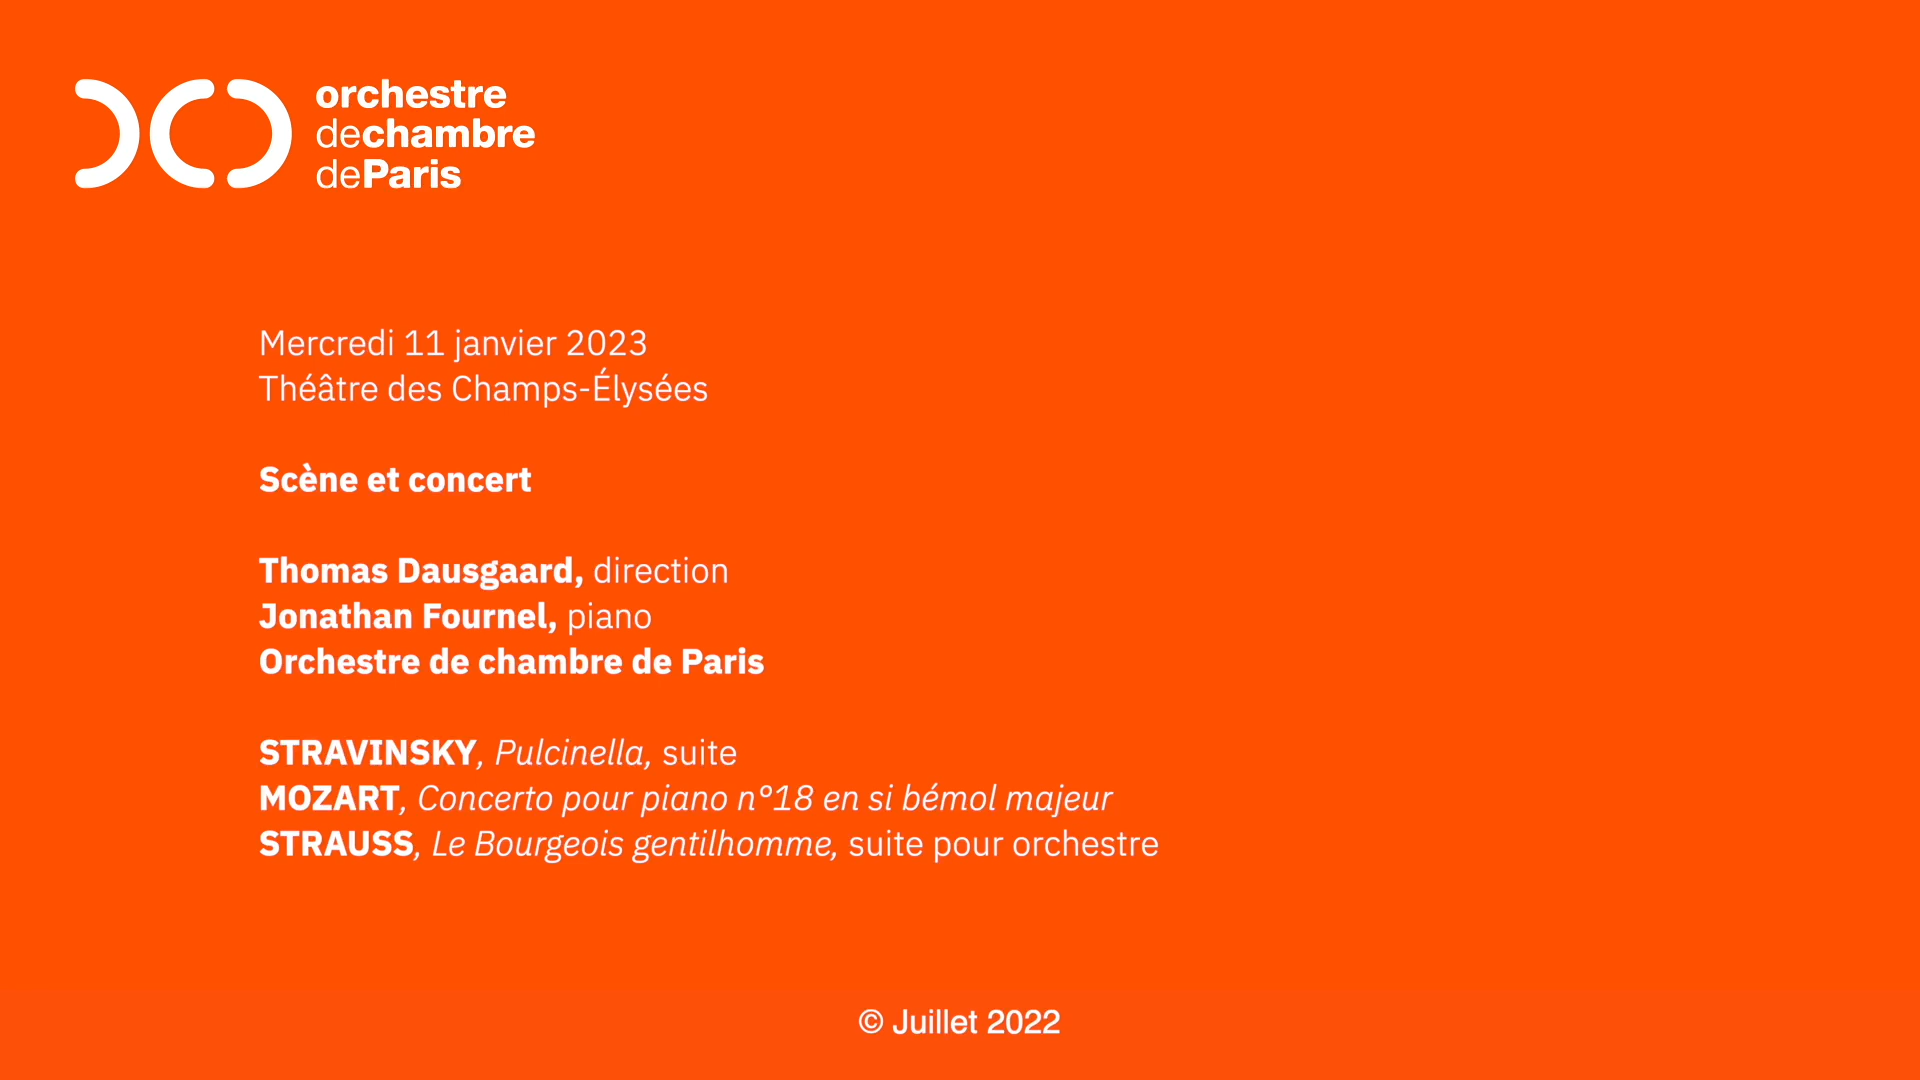 orchestre
dechambre
deParis
Mercredi 11 janvier 2023
Théâtre des Champs-Élysées
Scène et concert
Thomas Dausgaard, direction
Jonathan Fournel, piano
Orchestre de chambre de Paris
STRAVINSKY, Pulcinella, suite
MOZART, Concerto pour piano n°18 en si bémol majeur
STRAUSS, Le Bourgeois gentilhomme, suite pour orchestre
© Juillet 2022